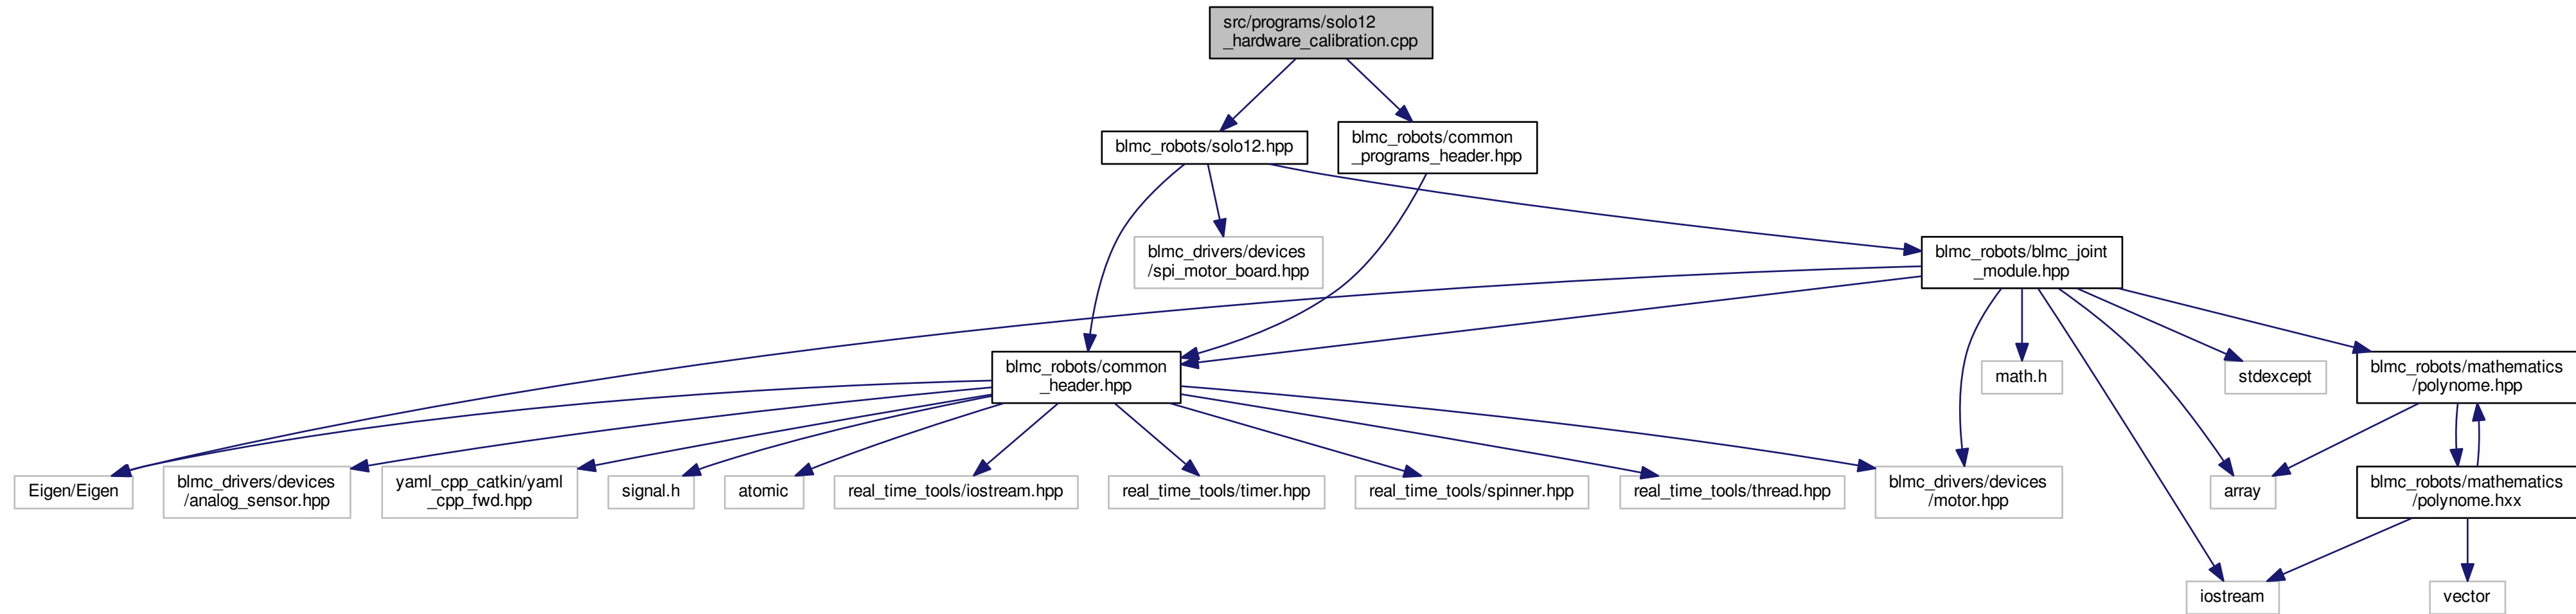 src/programs/solo12
_hardware_calibration.cpp
blmc_robots/solo12.hpp
blmc_robots/common
_programs_header.hpp
blmc_drivers/devices
/spi_motor_board.hpp
blmc_robots/blmc_joint
_module.hpp
blmc_robots/common
_header.hpp
math.h
stdexcept
blmc_robots/mathematics
/polynome.hpp
Eigen/Eigen
blmc_drivers/devices
/analog_sensor.hpp
yaml_cpp_catkin/yaml
_cpp_fwd.hpp
signal.h
atomic
real_time_tools/iostream.hpp
real_time_tools/timer.hpp
real_time_tools/spinner.hpp
real_time_tools/thread.hpp
blmc_drivers/devices
/motor.hpp
array
blmc_robots/mathematics
/polynome.hxx
iostream
vector